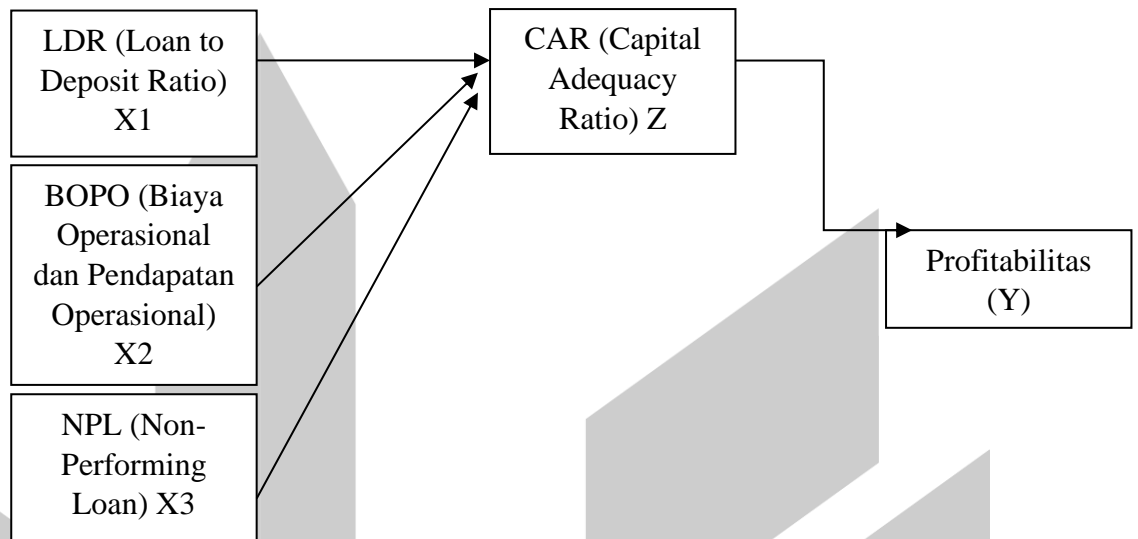 LDR (Loan to
Deposit Ratio)
X1
BOPO (Biaya
Operasional
dan Pendapatan
Operasional)
X2
NPL (Non-
Performing
Loan) X3
CAR (Capital
Adequacy
Ratio) Z
Profitabilitas
(Y)